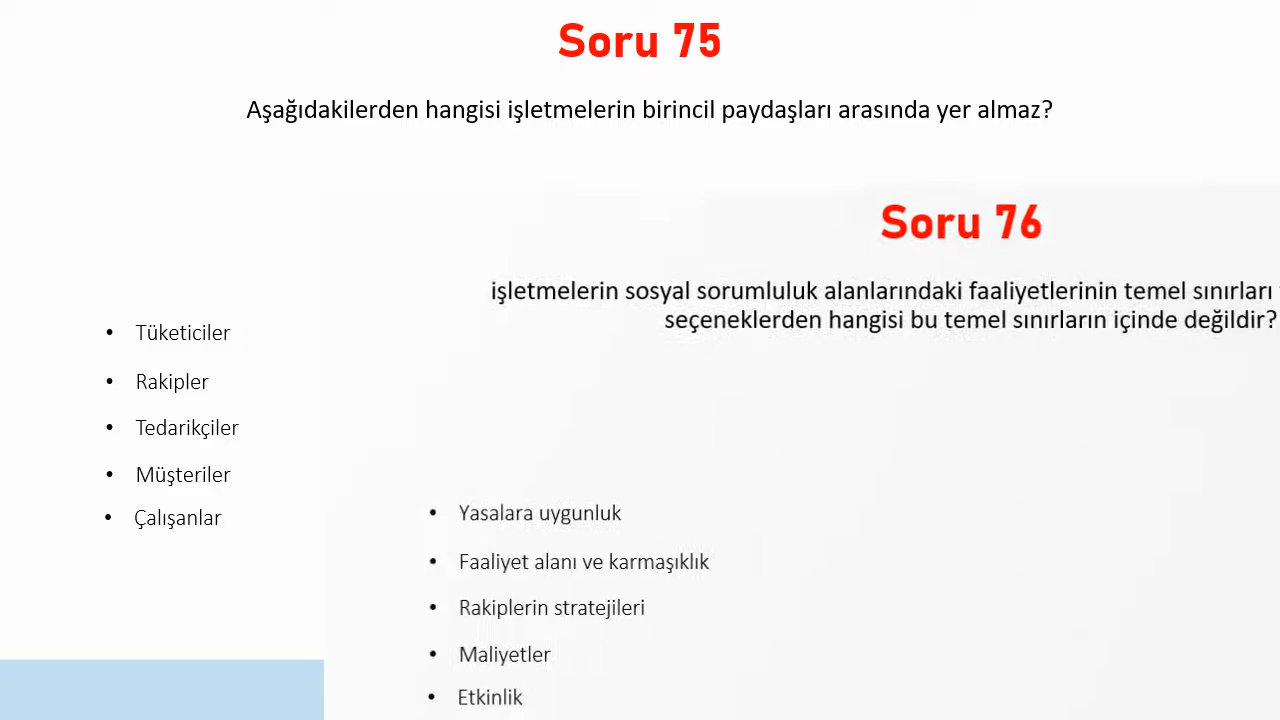 Soru 75
Aşağıdakilerden hangisi işletmelerin birincil paydaşları arasında yer almaz?
• Tüketiciler
• Rakipler
• Tedarikçiler
• Müşteriler
• Çalışanlar
Soru 76
işletmelerin sosyal sorumluluk alanlarındaki faaliyetlerinin temel sınırları
seçeneklerden hangisi bu temel sınırların içinde değildir?
• Yasalara uygunluk
• Faaliyet alanı ve karmaşıklık
• Rakiplerin stratejileri
• Maliyetler
• Etkinlik